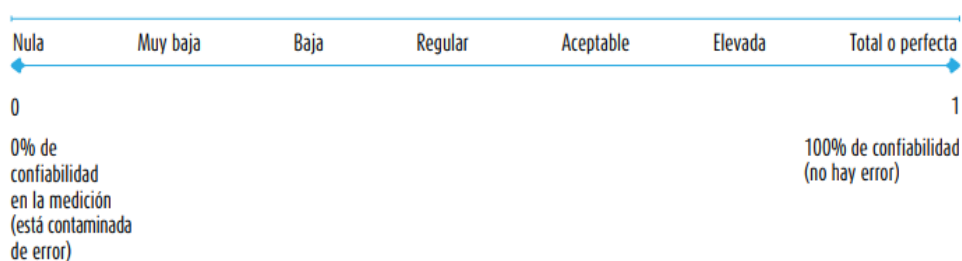 Nula Muy baja Baja Regular Aceptable Elevada Total o perfecta
0 1
0% de
confiabilidad
en la medición
(está contaminada
de error)
100% de confiabilidad
(no hay error)